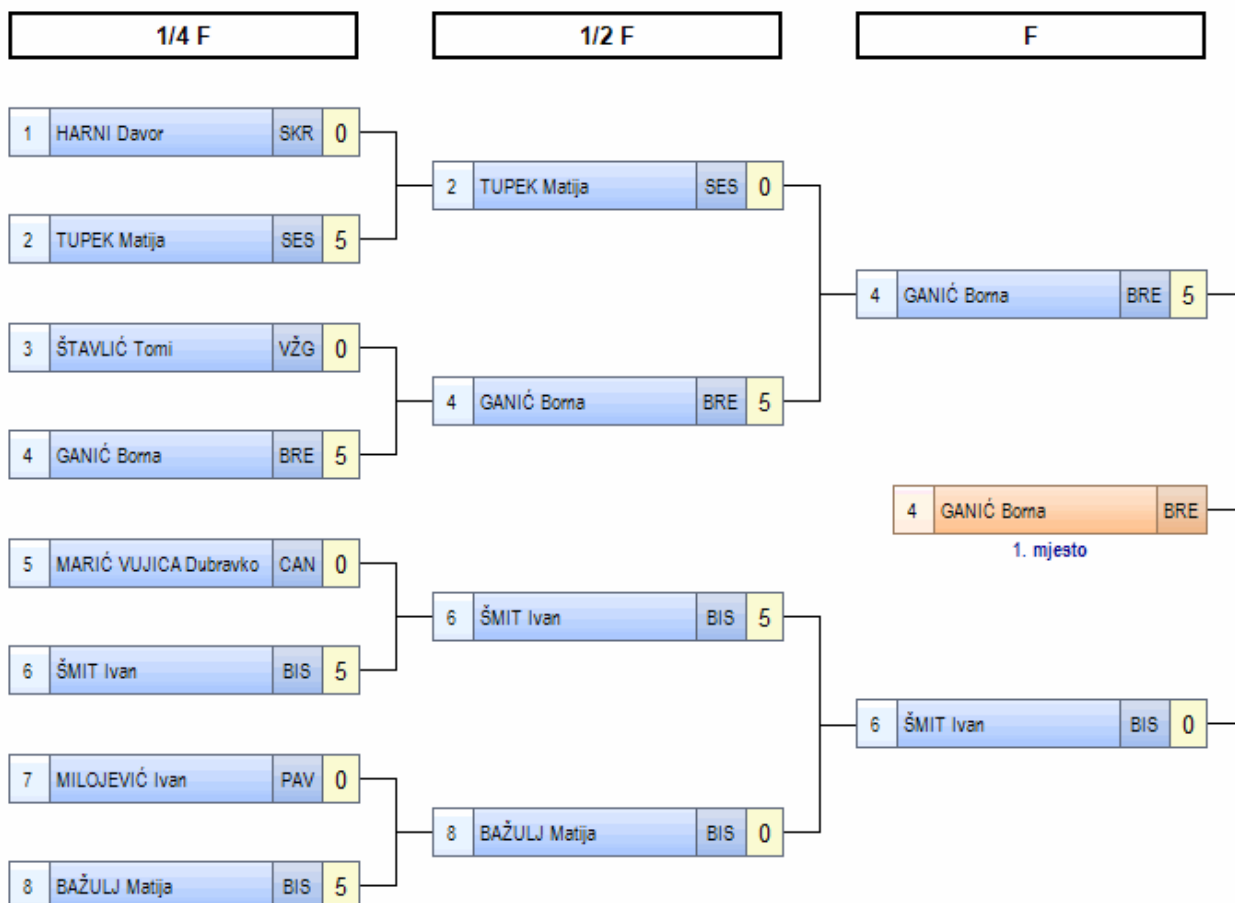 1/4 F
1/2 F
F
1 HARNI Davor SKR 0
2 TUPEK Matija SES 5
3 ŠTAVLIĆ Tomi VŽG 0
4 GANIĆ Borna BRE 5
5 MARIĆ VUJICA Dubravko CAN 0
6 ŠMIT Ivan BIS 5
7 MILOJEVIĆ Ivan PAV 0
8 BAŽULJ Matija BIS 5
2 TUPEK Matija SES 0
4 GANIĆ Borna BRE 5
6 ŠMIT Ivan BIS 5
8 BAŽULJ Matija BIS 0
4 GANIĆ Borna BRE 5
4 GANIĆ Borna BRE
1. mjesto
6 ŠMIT Ivan BIS 0